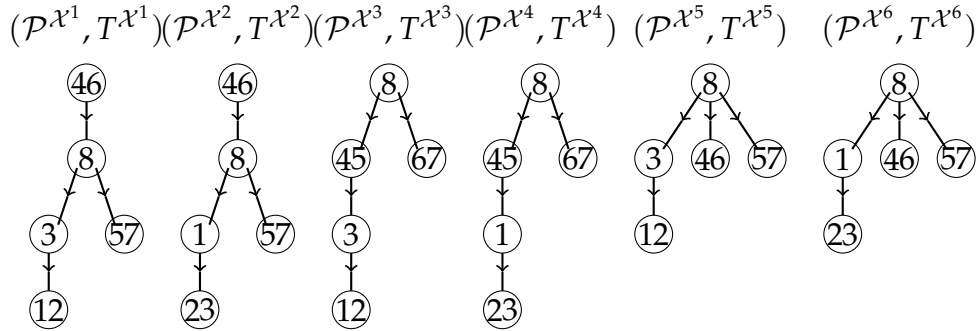 (𝒫^{𝒳^1}, T^{𝒳^1})(𝒫^{𝒳^2}, T^{𝒳^2})(𝒫^{𝒳^3}, T^{𝒳^3})(𝒫^{𝒳^4}, T^{𝒳^4}) (𝒫^{𝒳^5}, T^{𝒳^5}) (𝒫^{𝒳^6}, T^{𝒳^6})
46 46 8 8 8 8
8 8 45 67 45 67 3 46 57 1 46 57
3 57 1 57 3 1 12 23
12 23 12 23